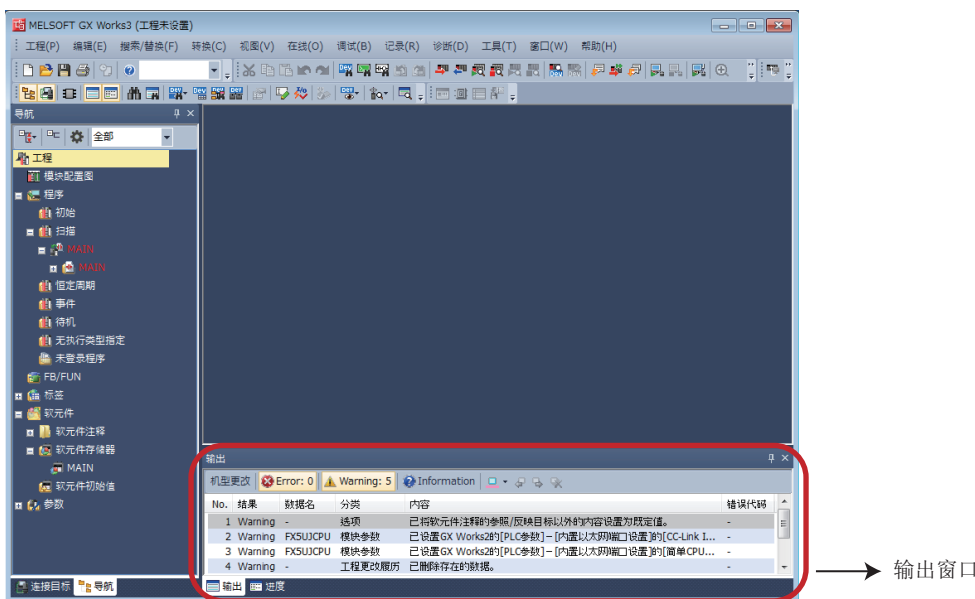 MELSOFT GX Works3 (工程未设置)
工程(P) 编辑(E) 搜索/替换(F) 转换(C) 视图(V) 在线(O) 调试(B) 记录(R) 诊断(D) 工具(T) 窗口(W) 帮助(H)
导航
全部
工程
模块配置图
程序
初始
扫描
MAIN
MAIN
恒定周期
事件
待机
无执行类型指定
未登录程序
FB/FUN
标签
软元件
软元件注释
软元件存储器
MAIN
软元件初始值
参数
连接目标 导航
输出
机型更改 Error: 0 Warning: 5 Information
No. 结果 数据名 分类 内容 错误代码
1 Warning - 选项 已将软元件注释的参照/反映目标以外的内容设置为既定值。 -
2 Warning FX5UJCPU 模块参数 已设置GX Works2的[PLC参数]-[内置以太网端口设置]的[CC-Link I... -
3 Warning FX5UJCPU 模块参数 已设置GX Works2的[PLC参数]-[内置以太网端口设置]的[简单CPU... -
4 Warning - 工程更改履历 已删除存在的数据。 -
输出 进度
输出窗口